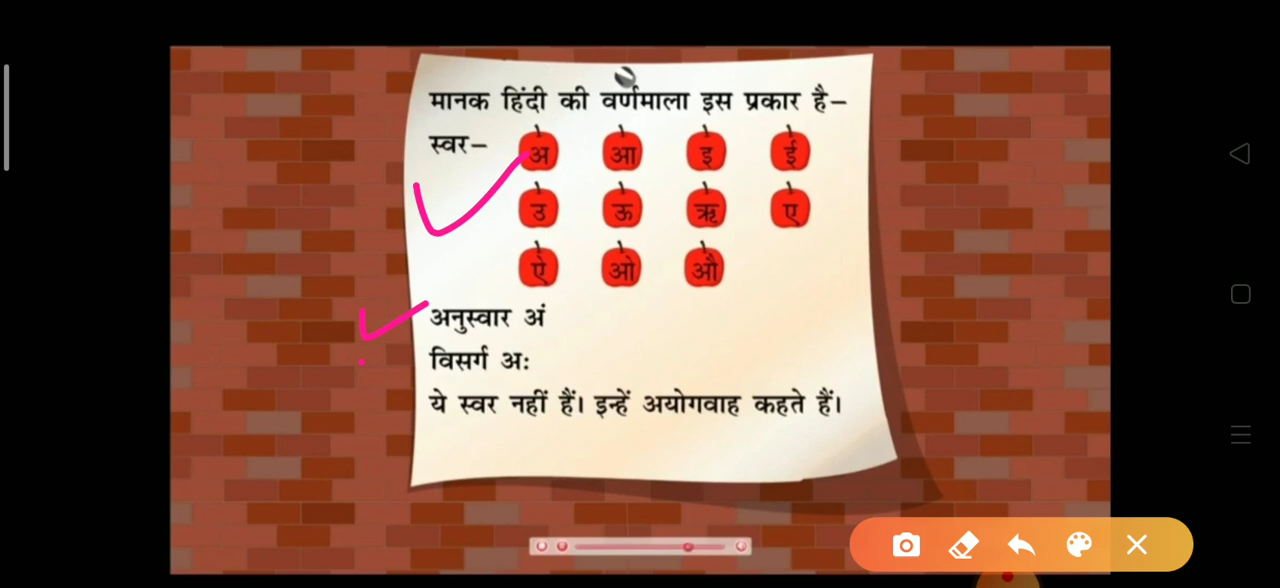 मानक हिंदी की वर्णमाला इस प्रकार है–
स्वर– अ आ इ ई
उ ऊ ऋ ए
ऐ ओ औ
अनुस्वार अं
विसर्ग अः
ये स्वर नहीं हैं। इन्हें अयोगवाह कहते हैं।